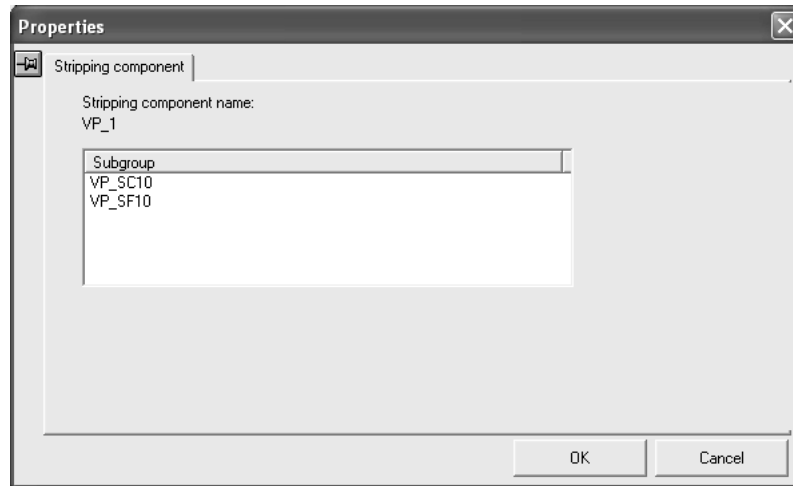 Properties
Stripping component
Stripping component name:
VP_1
Subgroup
VP_SC10
VP_SF10
OK
Cancel